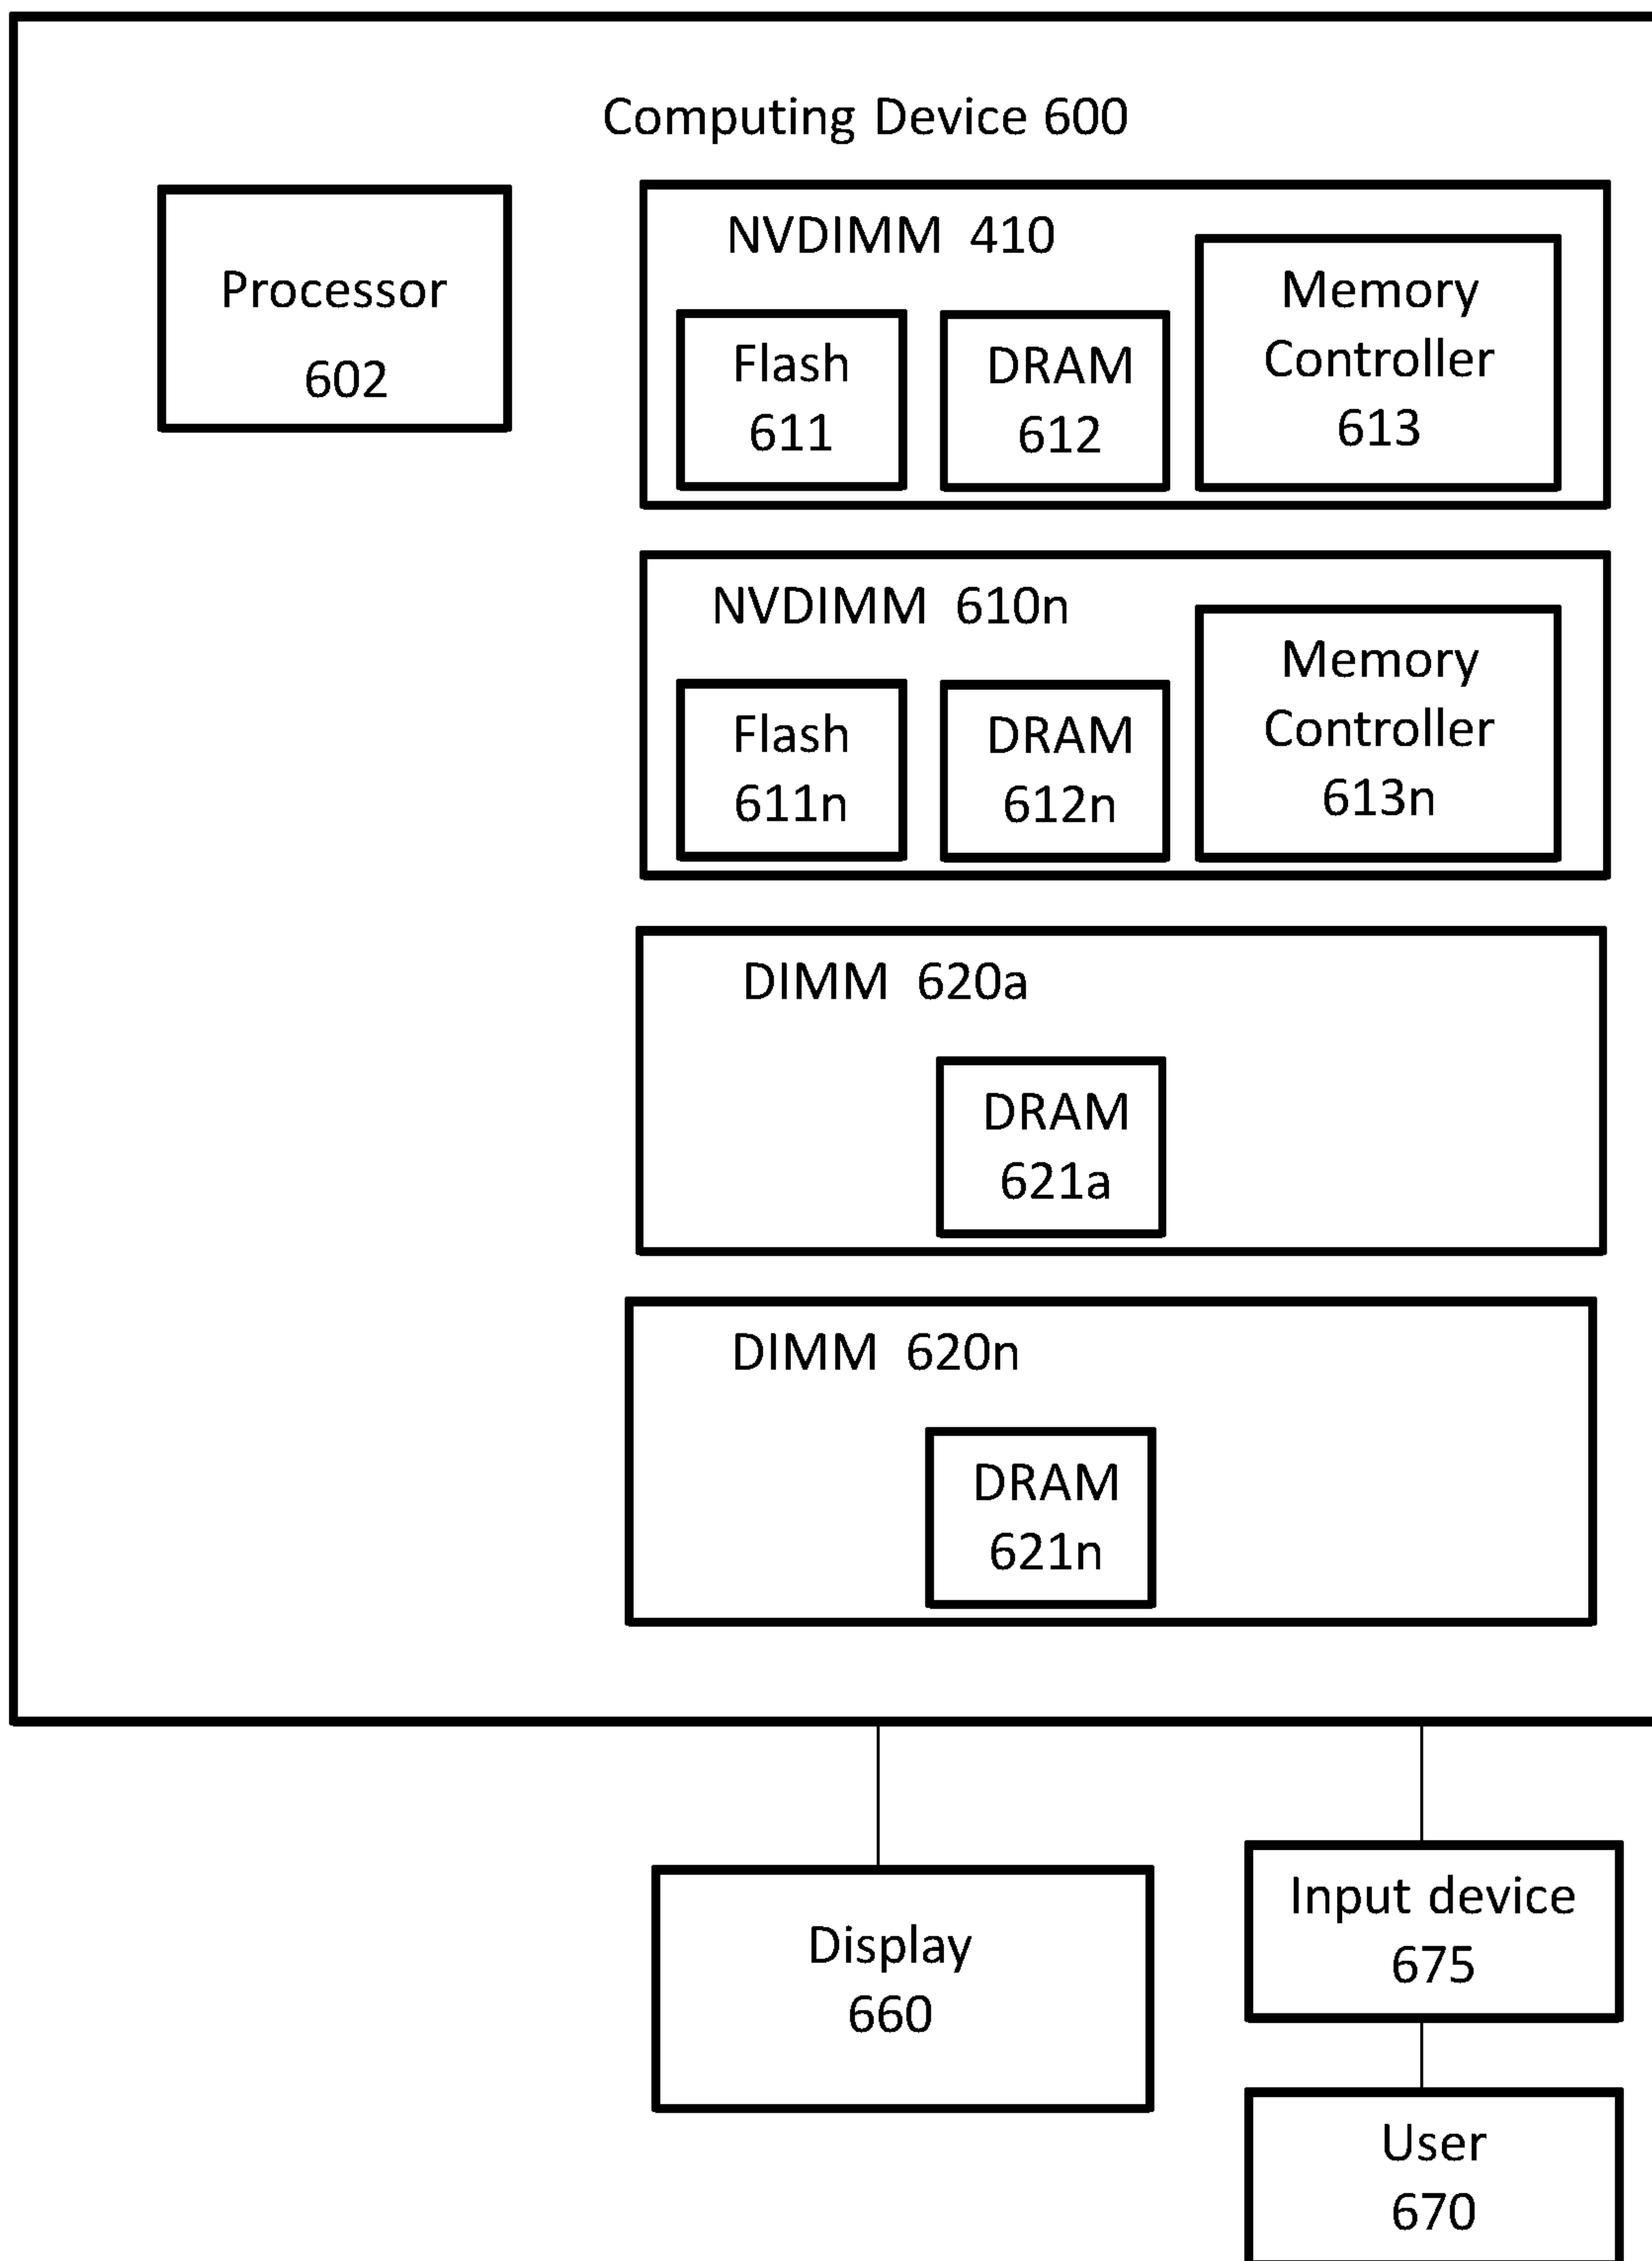 Computing Device 600
Processor
602
NVDIMM 410
Flash
611
DRAM
612
Memory
Controller
613
NVDIMM 610n
Flash
611n
DRAM
612n
Memory
Controller
613n
DIMM 620a
DRAM
621a
DIMM 620n
DRAM
621n
Display
660
Input device
675
User
670